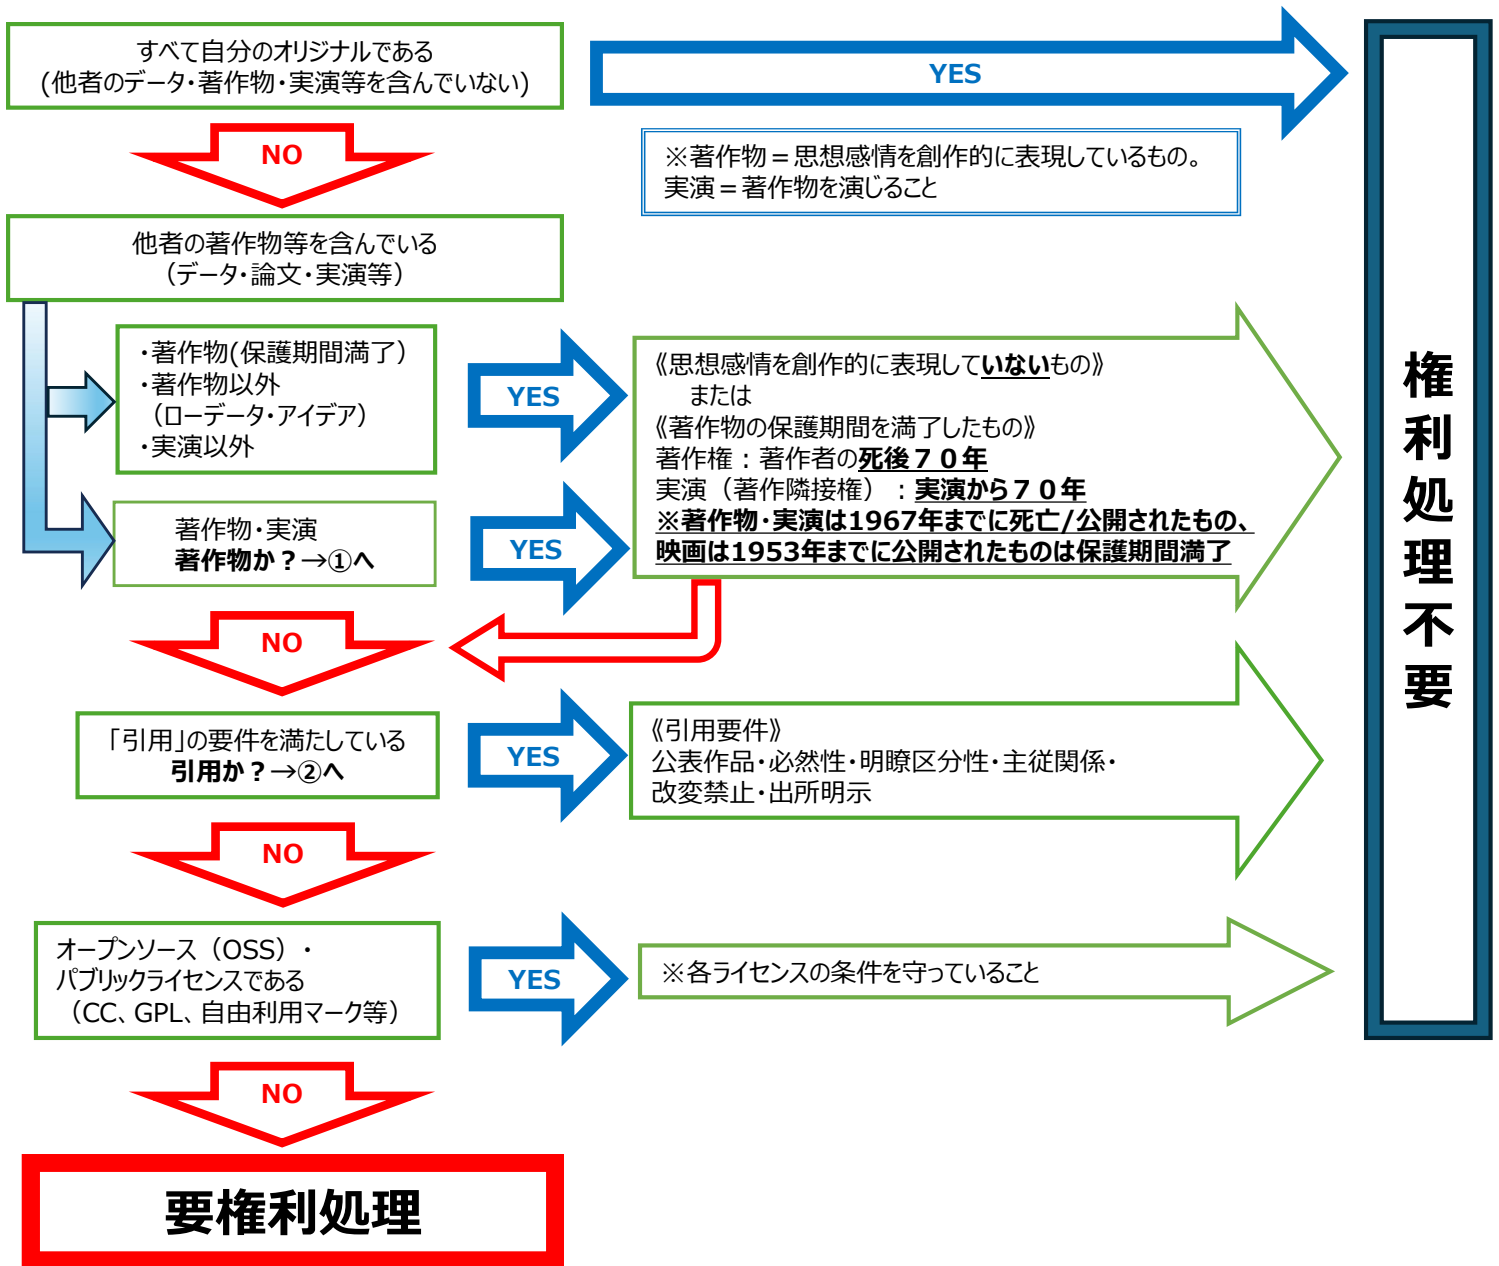 すべて自分のオリジナルである
(他者のデータ・著作物・実演等を含んでいない)
YES
NO
※著作物＝思想感情を創作的に表現しているもの。
実演＝著作物を演じること
他者の著作物等を含んでいる
（データ・論文・実演等）
・著作物(保護期間満了）
・著作物以外
（ローデータ・アイデア）
・実演以外
YES
《思想感情を創作的に表現していないもの》
または
《著作物の保護期間を満了したもの》
著作権：著作者の死後７０年
実演（著作隣接権）：実演から７０年
※著作物・実演は1967年までに死亡/公開されたもの、
映画は1953年までに公開されたものは保護期間満了
著作物・実演
著作物か？→①へ
YES
NO
「引用」の要件を満たしている
引用か？→②へ
YES
《引用要件》
公表作品・必然性・明瞭区分性・主従関係・
改変禁止・出所明示
NO
オープンソース（OSS）・
パブリックライセンスである
（CC、GPL、自由利用マーク等）
YES
※各ライセンスの条件を守っていること
NO
要権利処理
権利処理不要